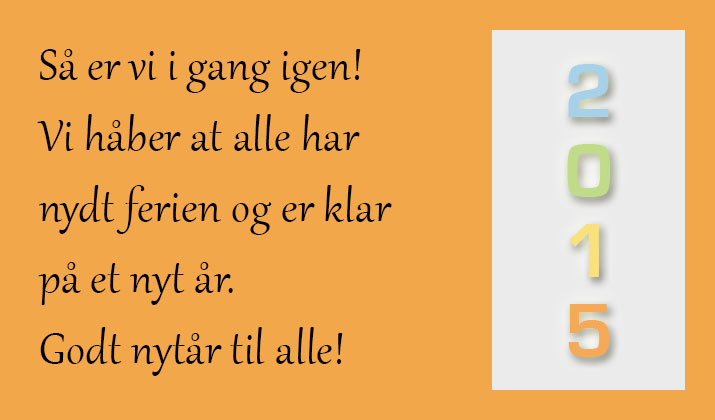 Så er vi i gang igen!
Vi håber at alle har
nydt ferien og er klar
på et nyt år.
Godt nytår til alle!
2
0
1
5